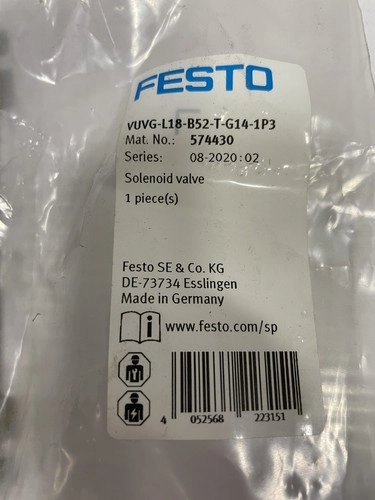 FESTO
VUVG-L18-B52-T-G14-1P3
Mat. No.: 574430
Series: 08-2020:02
Solenoid valve
1 piece(s)
Festo SE & Co. KG
DE-73734 Esslingen
Made in Germany
i www.festo.com/sp
4 052568 223151